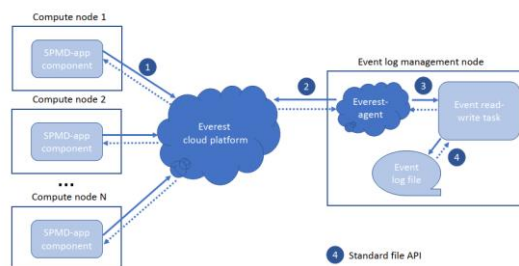 Compute node 1
SPMD-app
component
1
Compute node 2
SPMD-app
component
...
Compute node N
SPMD-app
component
Everest
cloud platform
2
Event log management node
Everest-
agent
3
Event read-
write task
4
Event
log file
4 Standard file API